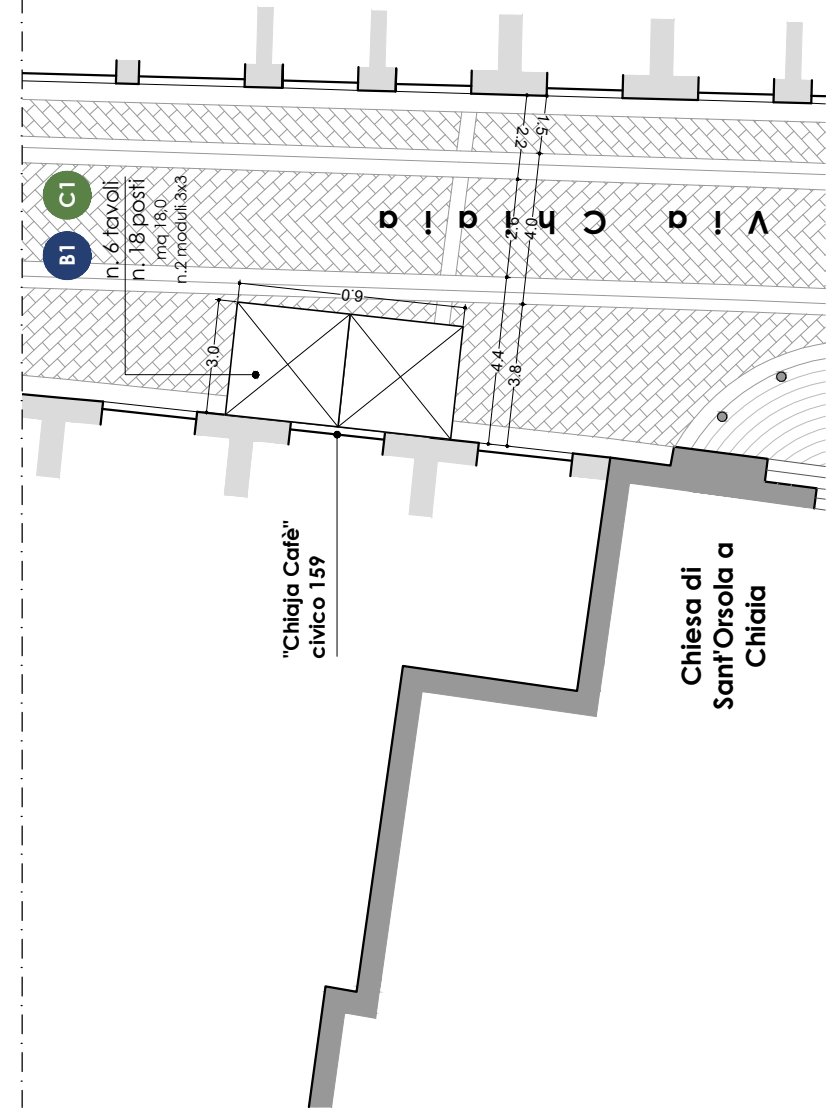 B1 C1
n. 6 tavoli
n. 18 posti
mq 18,0
n.2 moduli 3x3
Via Chiaia
1.5
2.2
2.6
4.0
4.4
3.8
6.0
3.0
"Chiaja Cafè"
civico 159
Chiesa di
Sant'Orsola a
Chiaia